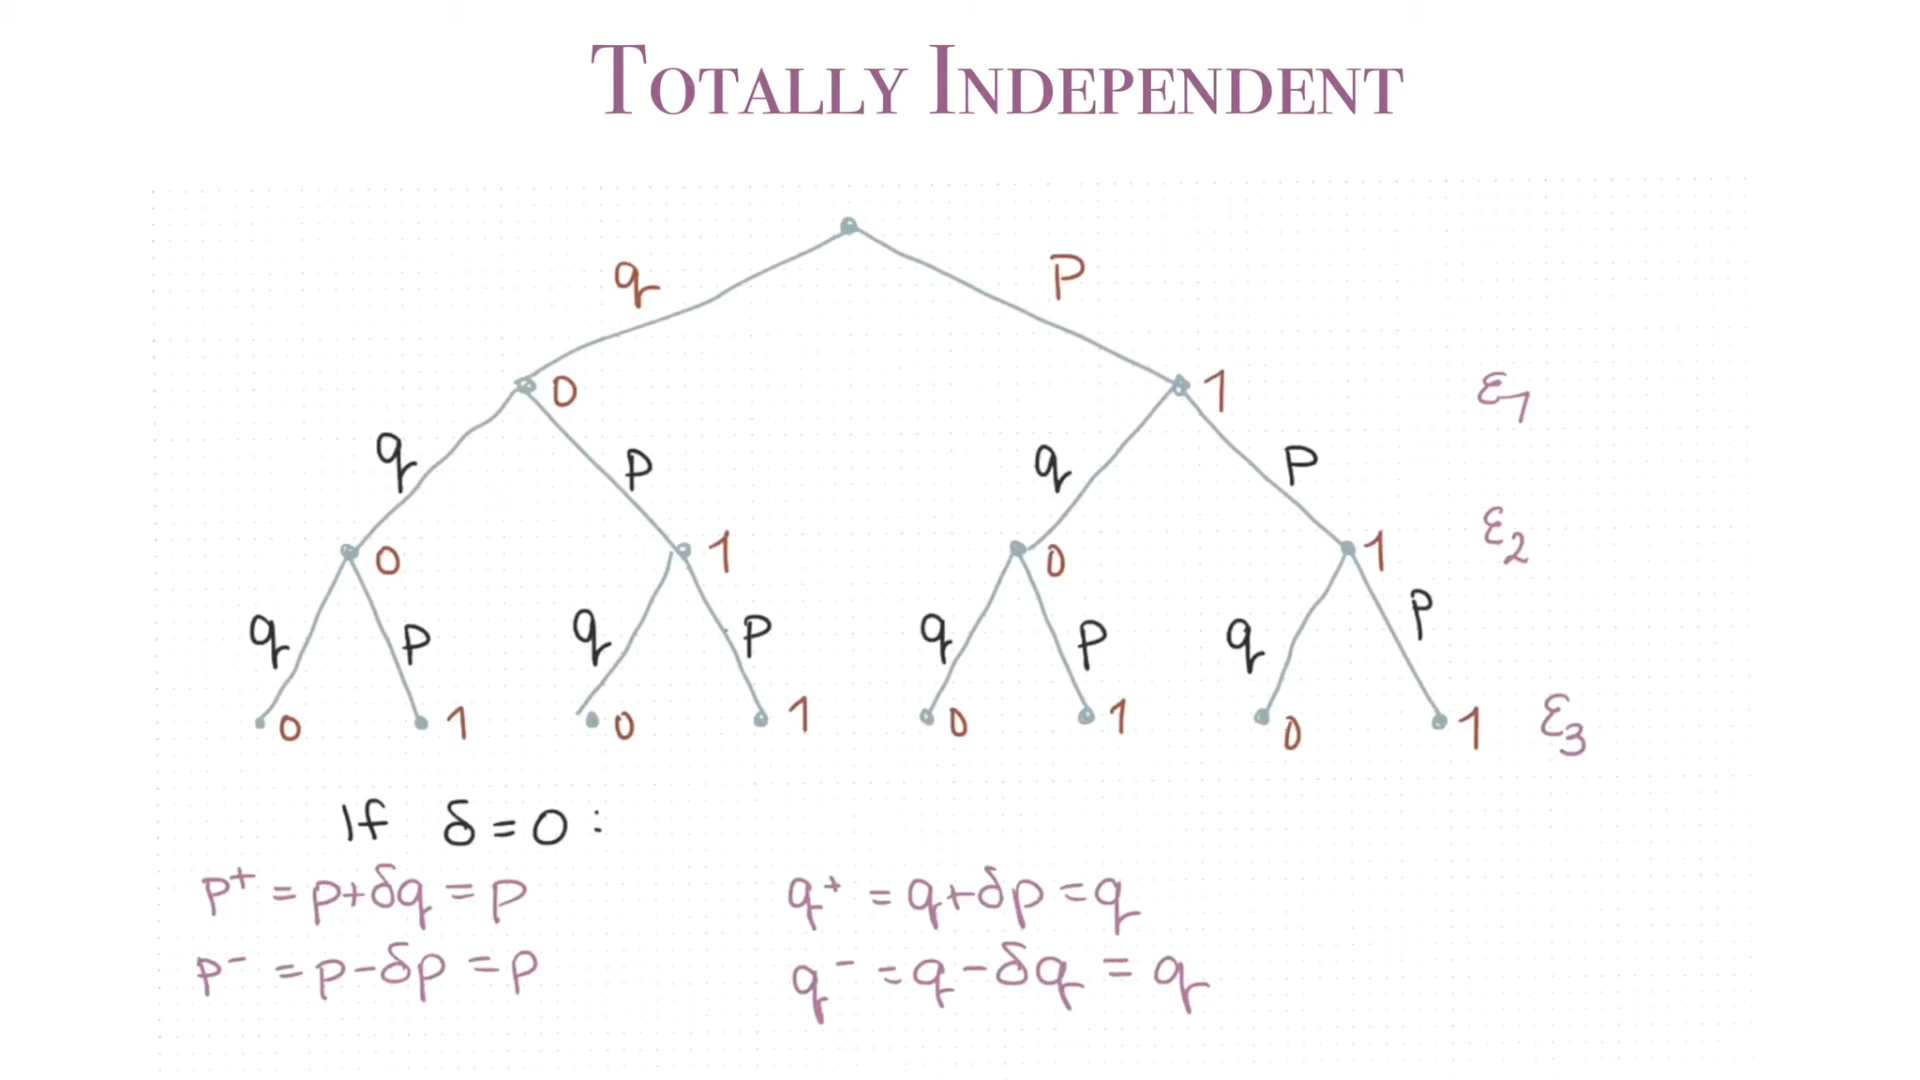 TOTALLY INDEPENDENT
q p
0 1 ε1
q p q p
0 1 0 1 ε2
q p q p q p q p
0 1 0 1 0 1 0 1 ε3
If δ = 0 :
p⁺ = p+δq = p q⁺ = q+δp = q
p⁻ = p-δp = p q⁻ = q-δq = q